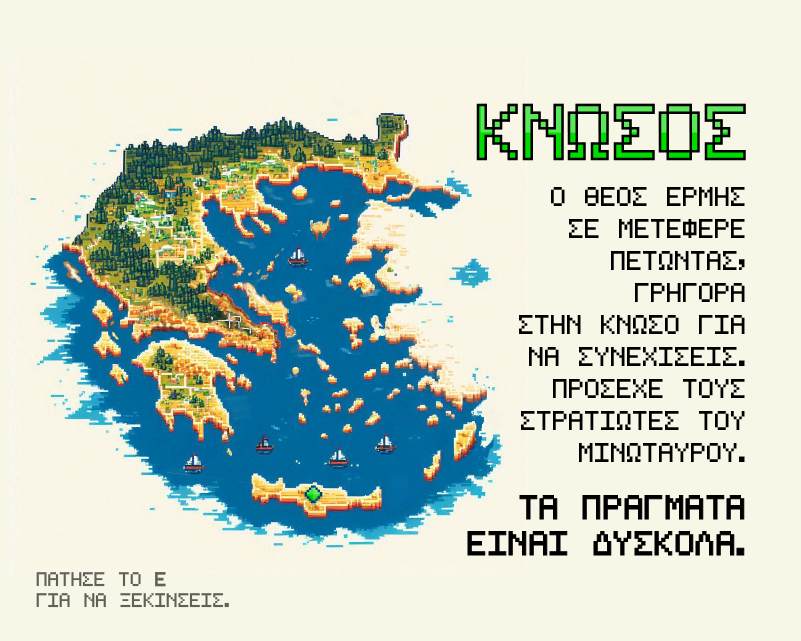 ΚΝΩΣΟΣ
Ο ΘΕΟΣ ΕΡΜΗΣ
ΣΕ ΜΕΤΕΦΕΡΕ
ΠΕΤΩΝΤΑΣ,
ΓΡΗΓΟΡΑ
ΣΤΗΝ ΚΝΩΣΟ ΓΙΑ
ΝΑ ΣΥΝΕΧΙΣΕΙΣ.
ΠΡΟΣΕΧΕ ΤΟΥΣ
ΣΤΡΑΤΙΩΤΕΣ ΤΟΥ
ΜΙΝΩΤΑΥΡΟΥ.
ΤΑ ΠΡΑΓΜΑΤΑ
ΕΙΝΑΙ ΔΥΣΚΟΛΑ.
ΠΑΤΗΣΕ ΤΟ Ε
ΓΙΑ ΝΑ ΞΕΚΙΝΣΕΙΣ.